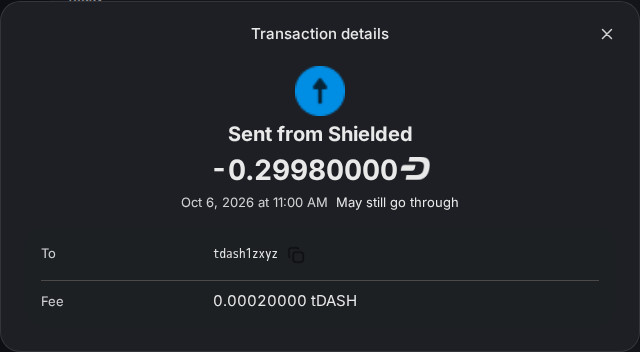 Transaction details
Sent from Shielded
-0.29980000
Oct 6, 2026 at 11:00 AM May still go through
To tdash1zxyz
Fee 0.00020000 tDASH